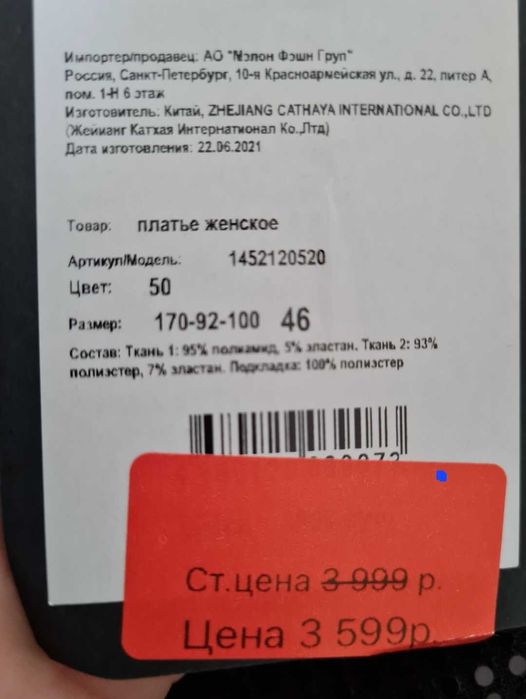 Импортер/продавец: АО "Мэлон Фэшн Груп"
Россия, Санкт-Петербург, 10-я Красноармейская ул., д. 22, литер А,
пом. 1-Н 6 этаж
Изготовитель: Китай, ZHEJIANG CATHAYA INTERNATIONAL CO.,LTD
(Жейианг Катхая Интернатионал Ко.,Лтд)
Дата изготовления: 22.06.2021
Товар: платье женское
Артикул/Модель: 1452120520
Цвет: 50
Размер: 170-92-100 46
Состав: Ткань 1: 95% полиамид, 5% эластан. Ткань 2: 93%
полиэстер, 7% эластан. Подкладка: 100% полиэстер
Ст.цена 3 999 р.
Цена 3 599р.